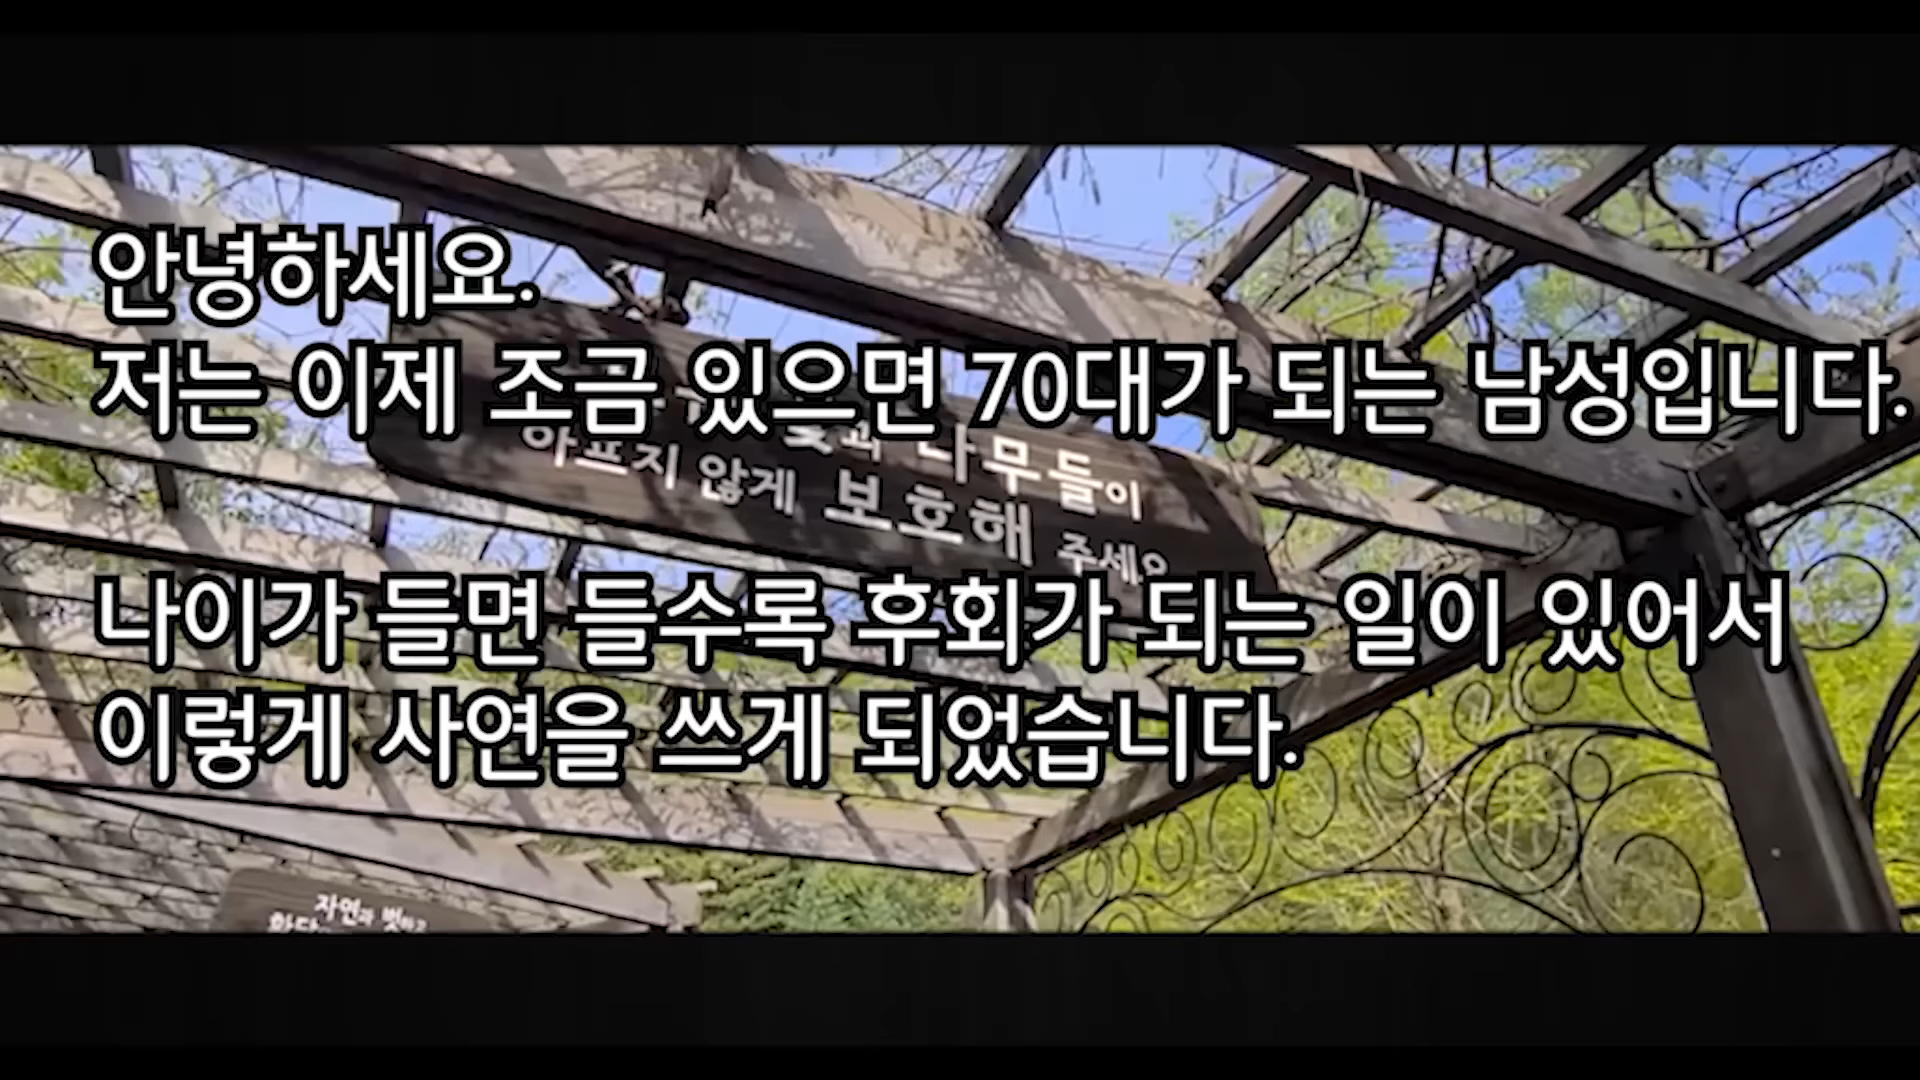 안녕하세요.
저는 이제 조금 있으면 70대가 되는 남성입니다.
나무들이
아프지 않게 보호해 주세요
나이가 들면 들수록 후회가 되는 일이 있어서
이렇게 사연을 쓰게 되었습니다.
자연과 벗하고